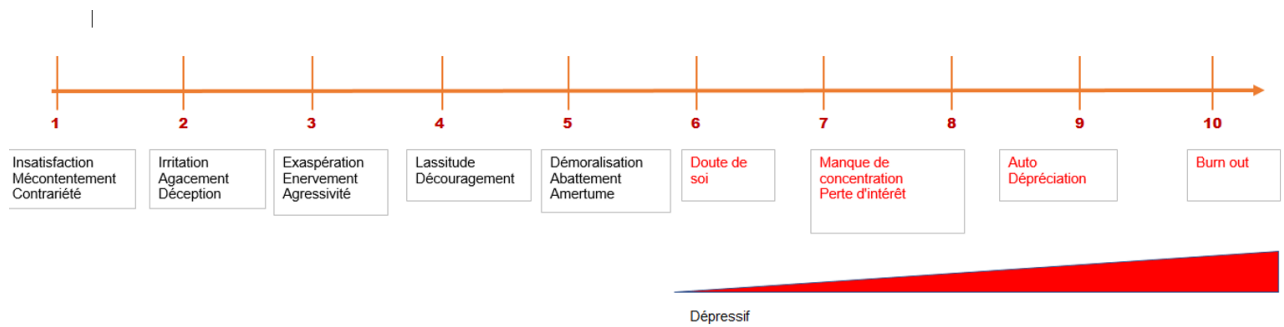 1 2 3 4 5 6 7 8 9 10
Insatisfaction
Mécontentement
Contrariété
Irritation
Agacement
Déception
Exaspération
Enervement
Agressivité
Lassitude
Découragement
Démoralisation
Abattement
Amertume
Doute de
soi
Manque de
concentration
Perte d'intérêt
Auto
Dépréciation
Burn out
Dépressif